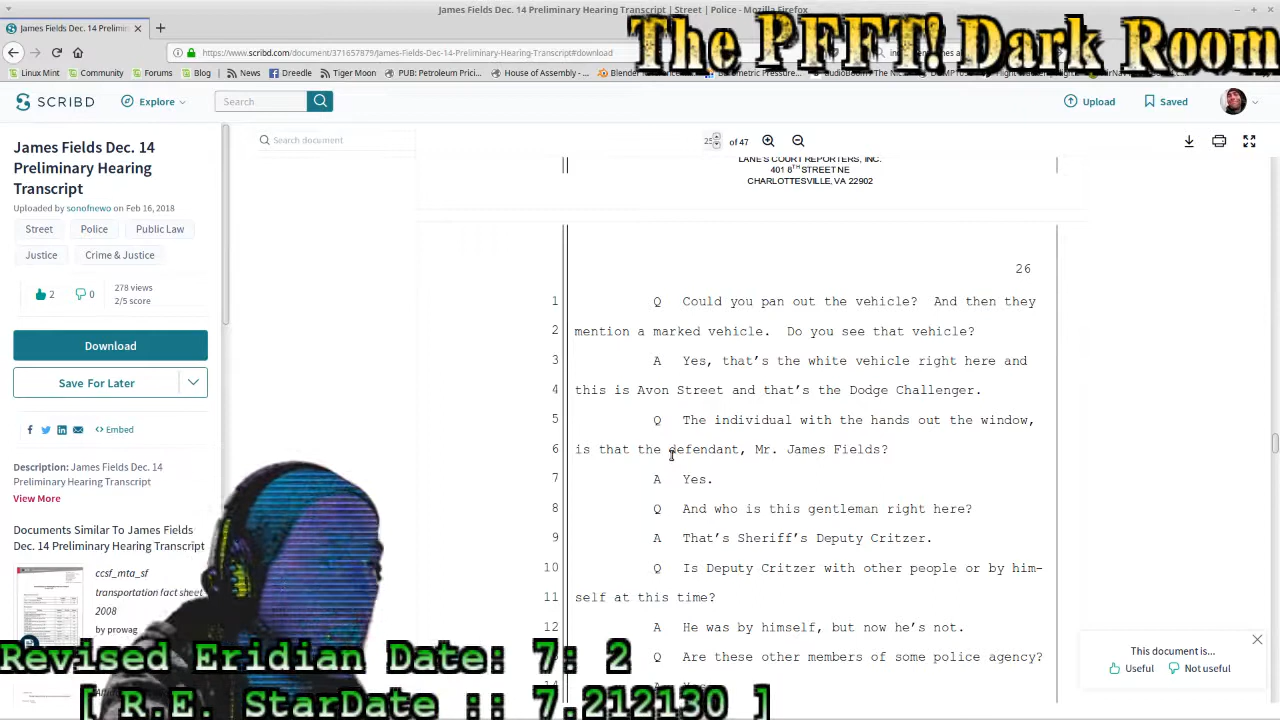 James Fields Dec. 14 Preliminary Hearing Transcript | Street | Police - Mozilla Firefox
James Fields Dec. 14 Prelimin
The PFFT! Dark Room
https://www.scribd.com/document/371657879/James-Fields-Dec-14-Preliminary-Hearing-Transcript#download
Linux Mint
Community
Forums
Blog
News
Dreedle
Tiger Moon
PUB: Petroleum Prici...
House of Assembly - ...
SCRIBD
Explore
Search
Upload
Saved
James Fields Dec. 14
Preliminary Hearing
Transcript
Uploaded by sonofnewo on Feb 16, 2018
Street
Police
Public Law
Justice
Crime & Justice
2
0
278 views
2/5 score
Download
Save For Later
Embed
Description: James Fields Dec. 14
Preliminary Hearing Transcript
Search document
of 47
LANE'S COURT REPORTERS, INC.
401 8TH STREET NE
CHARLOTTESVILLE, VA 22902
26
1 Q Could you pan out the vehicle? And then they
2 mention a marked vehicle. Do you see that vehicle?
3 A Yes, that's the white vehicle right here and
4 this is Avon Street and that's the Dodge Challenger.
5 Q The individual with the hands out the window,
6 is that the defendant, Mr. James Fields?
7 A Yes.
8 Q And who is this gentleman right here?
9 A That's Sheriff's Deputy Critzer.
10 Q Is Deputy Critzer with other people or by him-
11 self at this time?
12 A He was by himself, but now he's not.
Q Are these other members of some police agency?
Documents Similar To James Fields
Dec. 14 Preliminary Hearing Transcript
mta_sf
fact sheet
2008
by prowag
This document is...
Useful
Not useful
Revised Eridian Date: 7: 2
[ R.E. StarDate :: 7.212130 ]